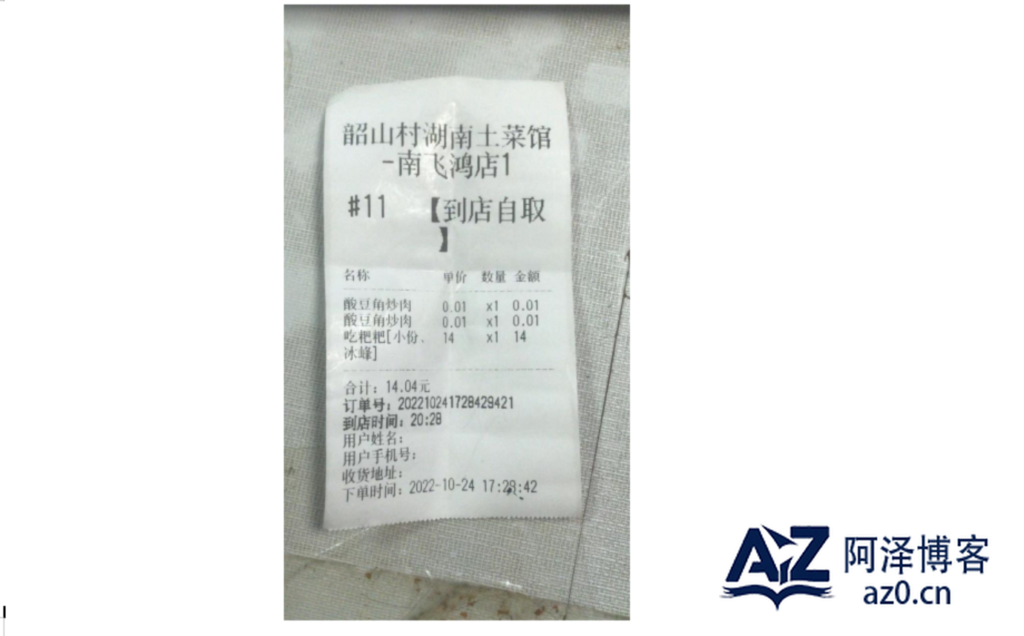 韶山村湖南土菜馆
-南飞鸿店1
#11 【到店自取
】
名称 单价 数量 金额
酸豆角炒肉 0.01 x1 0.01
酸豆角炒肉 0.01 x1 0.01
吃粑粑[小份、 14 x1 14
冰峰]
合计：14.04元
订单号：202210241728429421
到店时间：20:28
用户姓名：
用户手机号：
收货地址：
下单时间：2022-10-24 17:28:42
AZ 阿泽博客
az0.cn